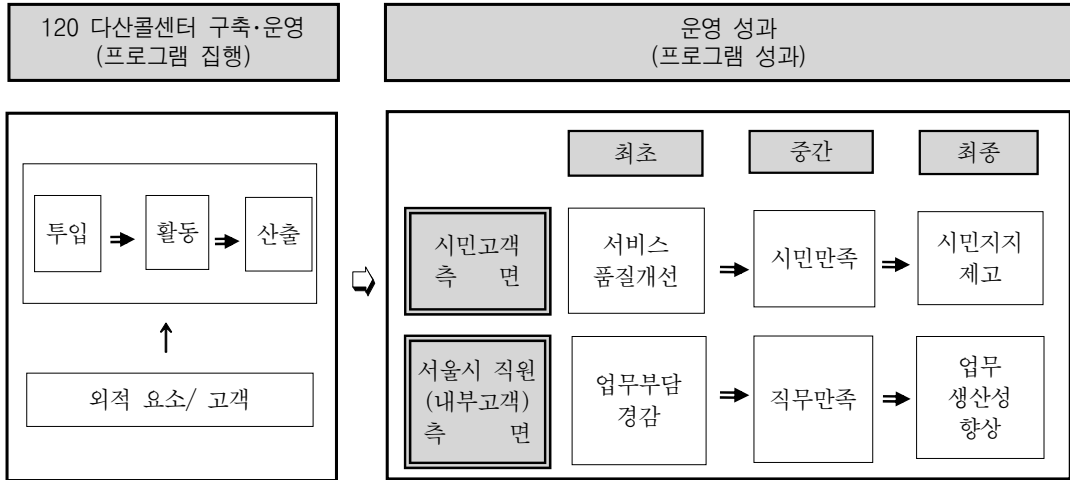 120 다산콜센터 구축·운영
(프로그램 집행)
운영 성과
(프로그램 성과)
투입 ⇒ 활동 ⇒ 산출
↑
외적 요소/ 고객
최초 중간 최종
시민고객
측 면
서비스
품질개선
⇒ 시민만족 ⇒
시민지지
제고
서울시 직원
(내부고객)
측 면
업무부담
경감
⇒ 직무만족 ⇒
업무
생산성
향상